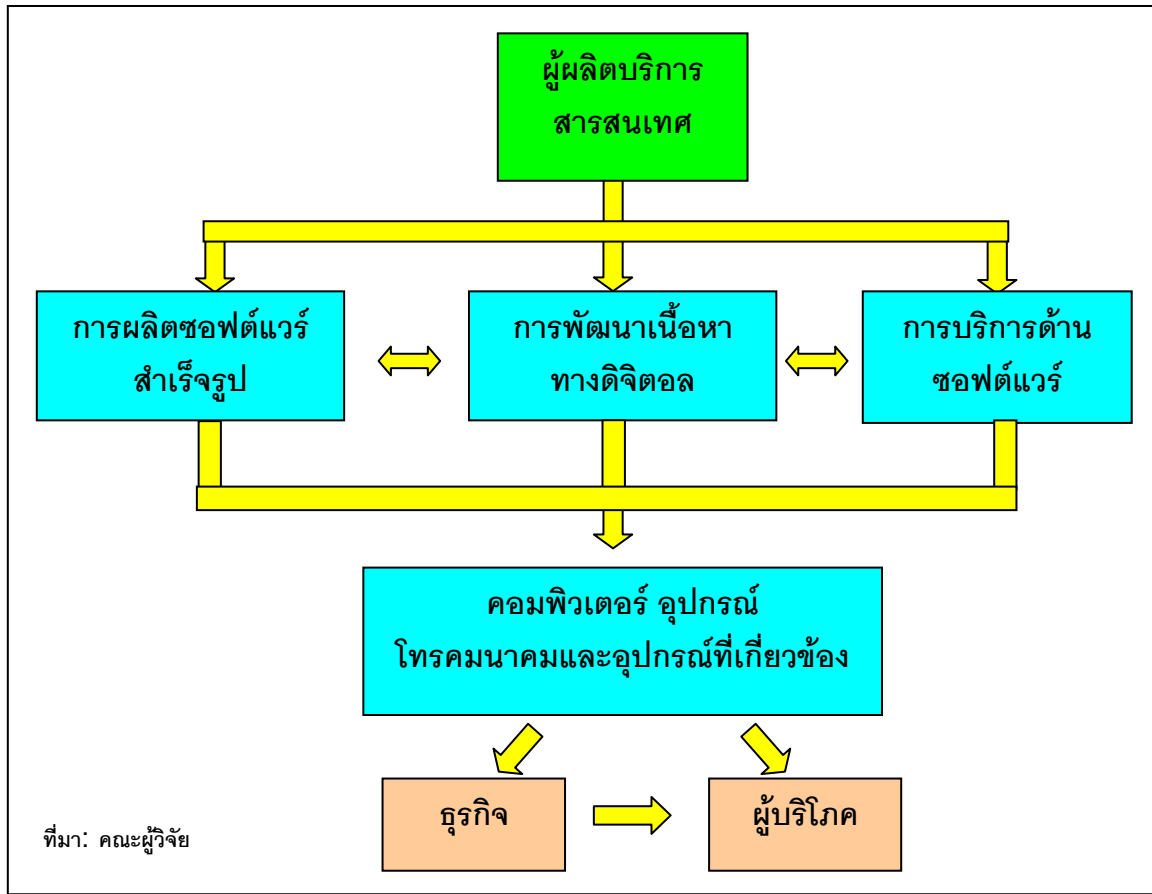 ผู้ผลิตบริการ
สารสนเทศ
การผลิตซอฟต์แวร์
สำเร็จรูป
การพัฒนาเนื้อหา
ทางดิจิตอล
การบริการด้าน
ซอฟต์แวร์
คอมพิวเตอร์ อุปกรณ์
โทรคมนาคมและอุปกรณ์ที่เกี่ยวข้อง
ธุรกิจ
ผู้บริโภค
ที่มา: คณะผู้วิจัย